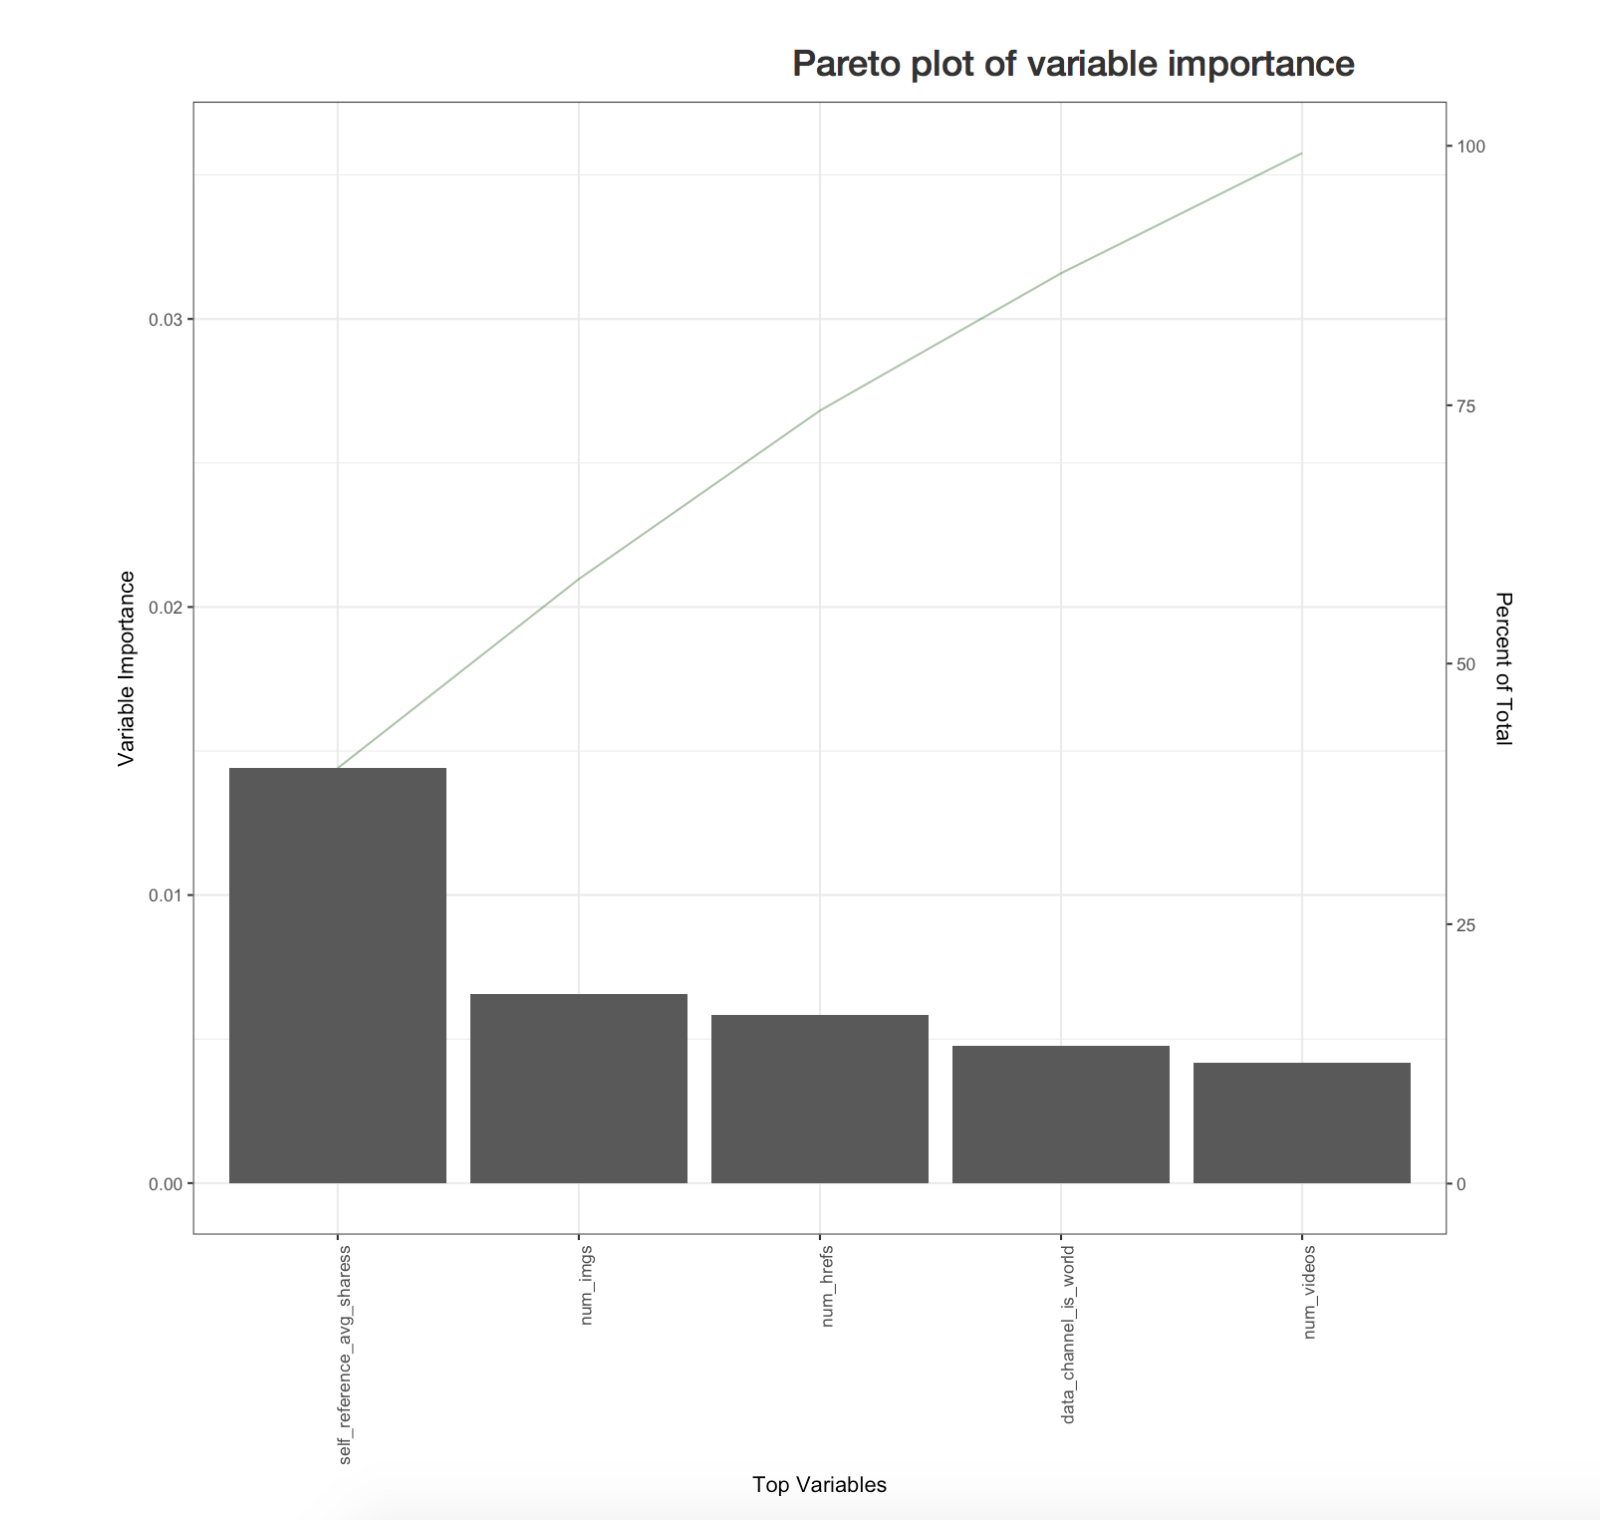 Pareto plot of variable importance
Variable Importance
0.03
0.02
0.01
0.00
100
75
50
25
0
Percent of Total
self_reference_avg_sharess
num_imgs
num_hrefs
data_channel_is_world
num_videos
Top Variables